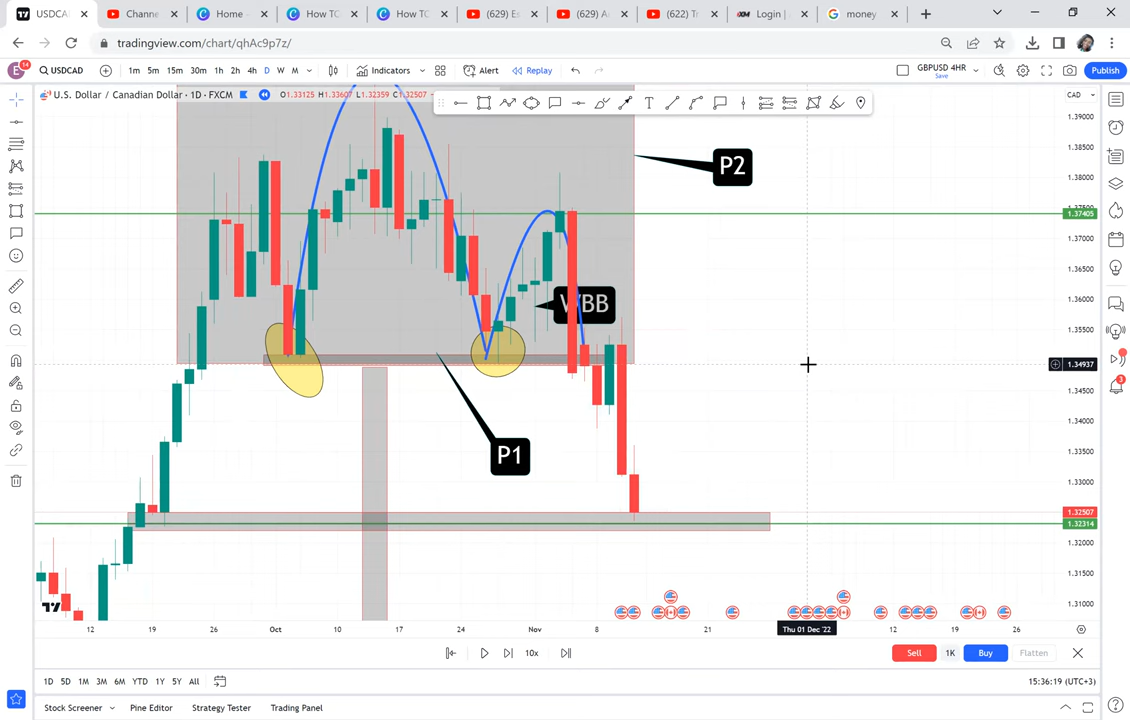 USDCA
Channe
Home -
How TC
How TC
(629) Es
(629) A
(622) Tr
Login |
money
tradingview.com/chart/qhAc9p7z/
E
14
USDCAD
1m 5m 15m 30m 1h 2h 4h D W M
Indicators
Alert
Replay
GBPUSD 4HR
Save
Publish
U.S. Dollar / Canadian Dollar · 1D · FXCM
O1.33125 H1.33607 L1.32359 C1.32507
CAD
1.39000
1.38500
P2
1.38000
1.37405
1.37000
1.36500
WBB
1.36000
1.35500
1.34937
1.34500
1.34000
P1
1.33500
1.33000
1.32507
1.32314
1.32000
1.31500
1.31000
12 19 26 Oct 10 17 24 Nov 8 21 Thu 01 Dec '22 12 19 26
10x
Sell 1K Buy Flatten
1D 5D 1M 3M 6M YTD 1Y 5Y All
15:36:19 (UTC+3)
Stock Screener Pine Editor Strategy Tester Trading Panel
3